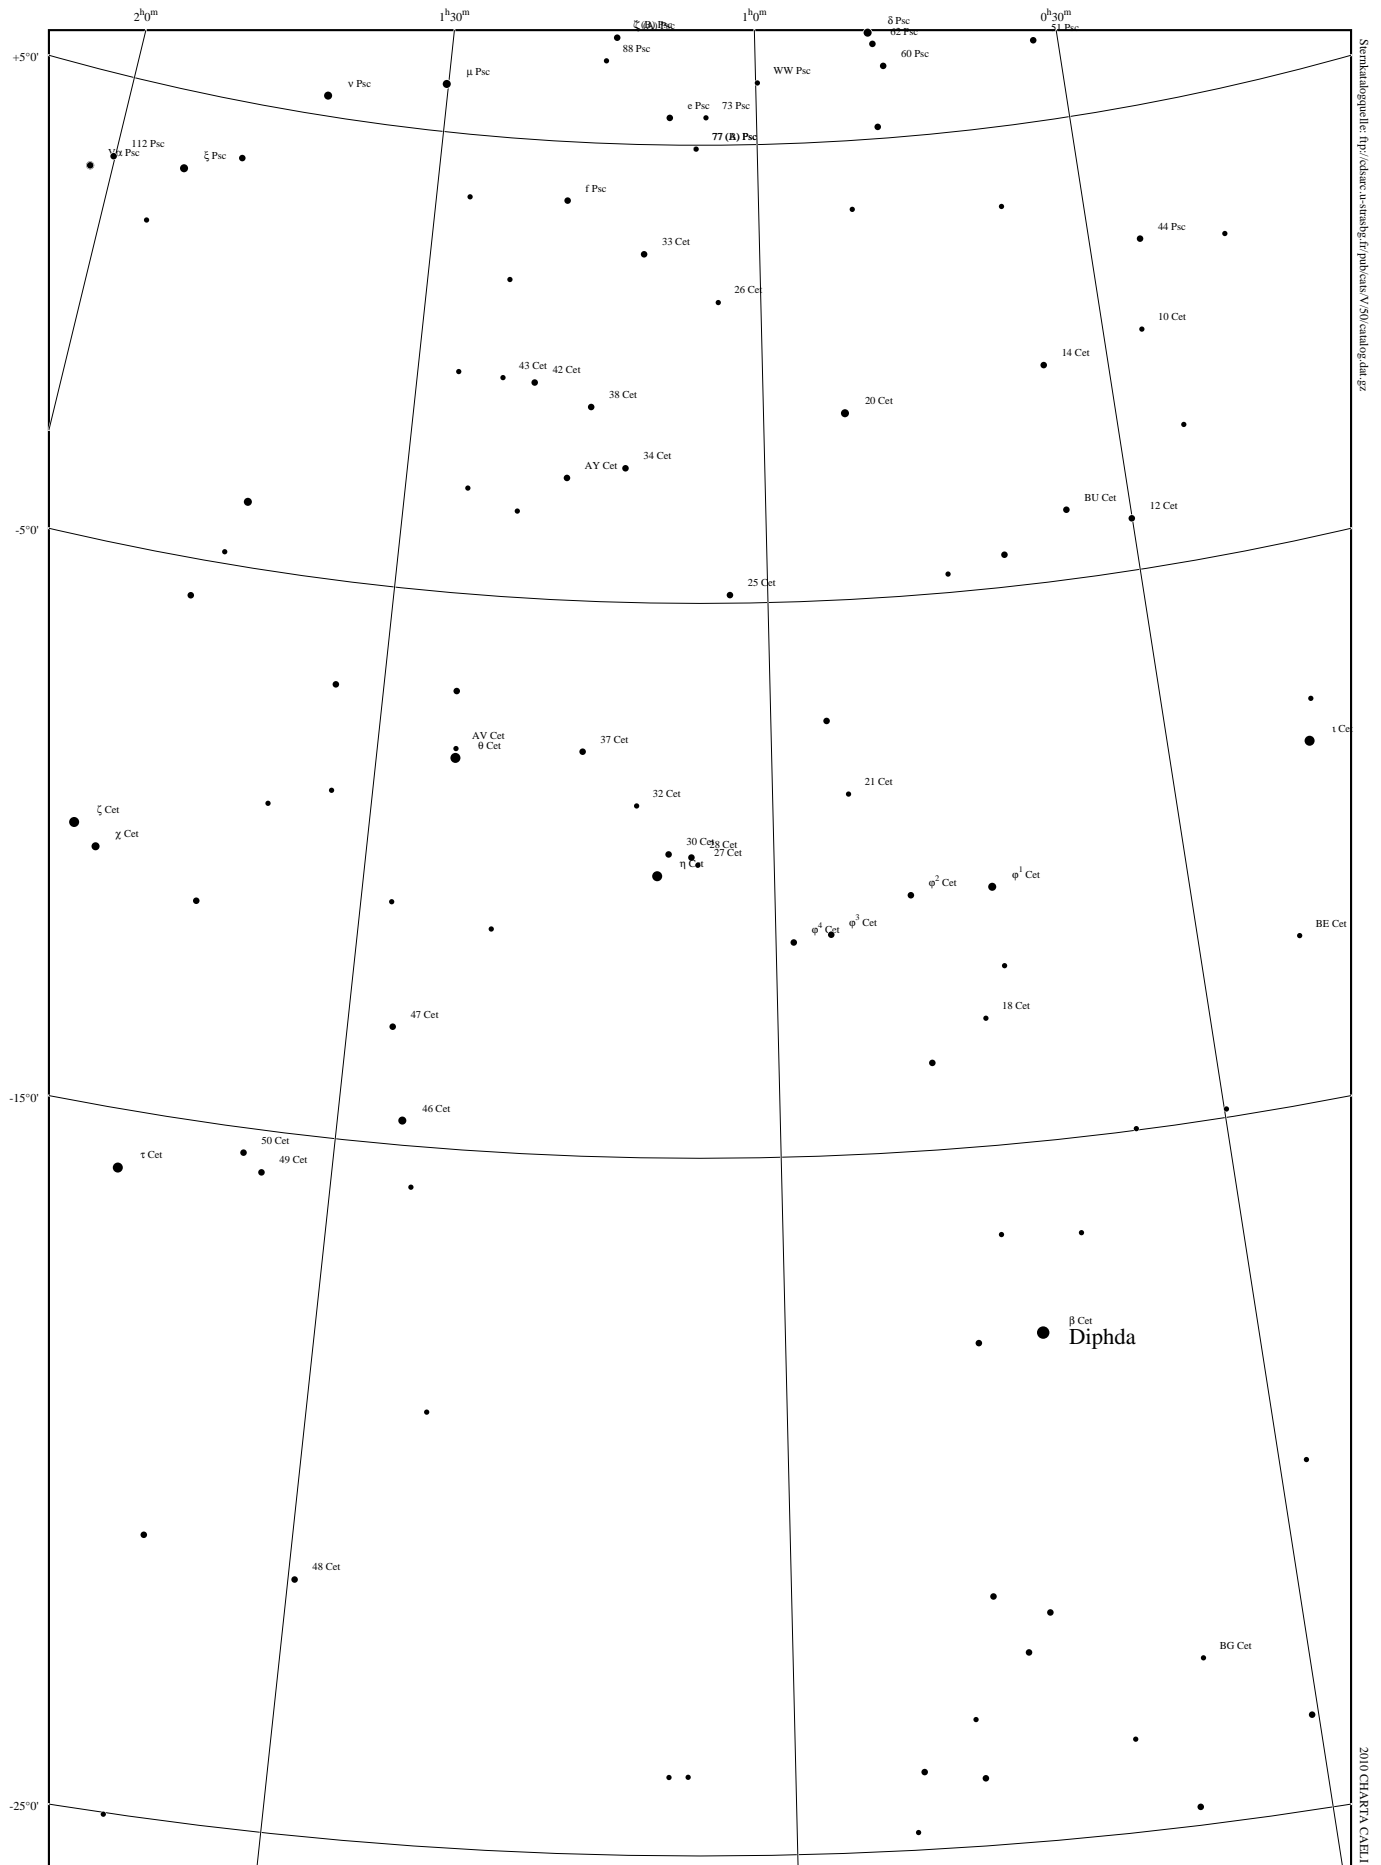 2h0m
1h30m
1h0m
0h30m
δ Psc
62 Psc
51 Psc
88 Psc
60 Psc
+5°0'
μ Psc
WW Psc
ν Psc
e Psc
73 Psc
77 (A) Psc
112 Psc
α Psc
ξ Psc
f Psc
44 Psc
33 Cet
26 Cet
10 Cet
14 Cet
43 Cet
42 Cet
38 Cet
20 Cet
34 Cet
AY Cet
BU Cet
12 Cet
-5°0'
25 Cet
ι Cet
AV Cet
θ Cet
37 Cet
21 Cet
32 Cet
ζ Cet
χ Cet
30 Cet
28 Cet
27 Cet
η Cet
φ1 Cet
φ2 Cet
φ3 Cet
φ4 Cet
BE Cet
18 Cet
47 Cet
-15°0'
46 Cet
50 Cet
τ Cet
49 Cet
β Cet
Diphda
48 Cet
BG Cet
-25°0'
Sternkatalogquelle: ftp://cdsarc.u-strasbg.fr/pub/cats/V/50/catalog.dat.gz
2010 CHARTA CAELI